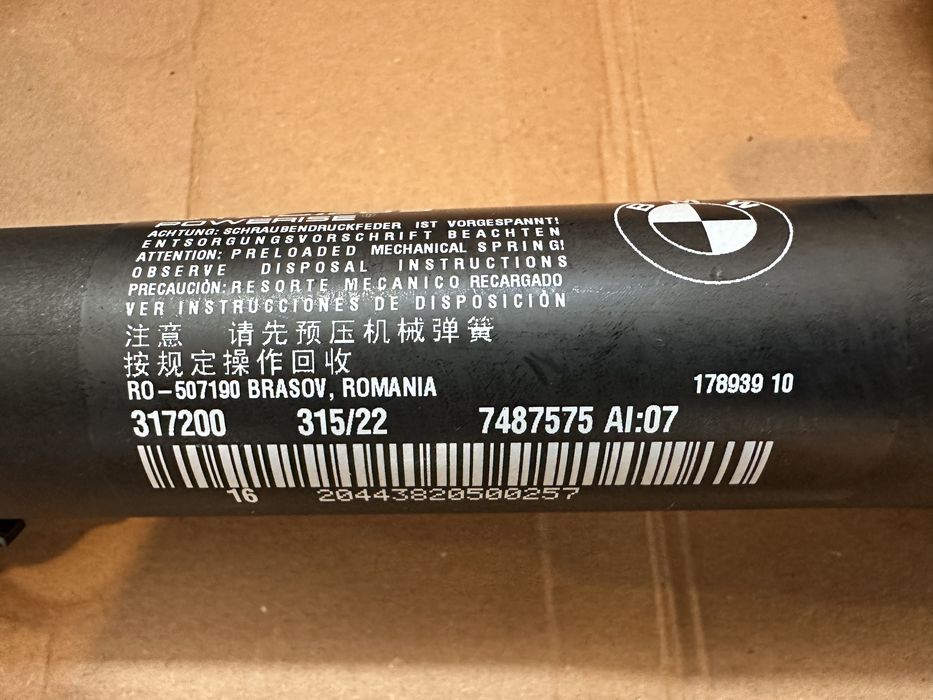 POWERISE
ACHTUNG: SCHRAUBENDRUCKFEDER IST VORGESPANNT!
ENTSORGUNGSVORSCHRIFT BEACHTEN
ATTENTION: PRELOADED MECHANICAL SPRING!
OBSERVE DISPOSAL INSTRUCTIONS
PRECAUCIÓN: RESORTE MECANICO RECARGADO
VER INSTRUCCIONES DE DISPOSICIÓN
注意 请先预压机械弹簧
按规定操作回收
RO-507190 BRASOV, ROMANIA 178939 10
317200 315/22 7487575 AI:07
16 20443820500257
BMW